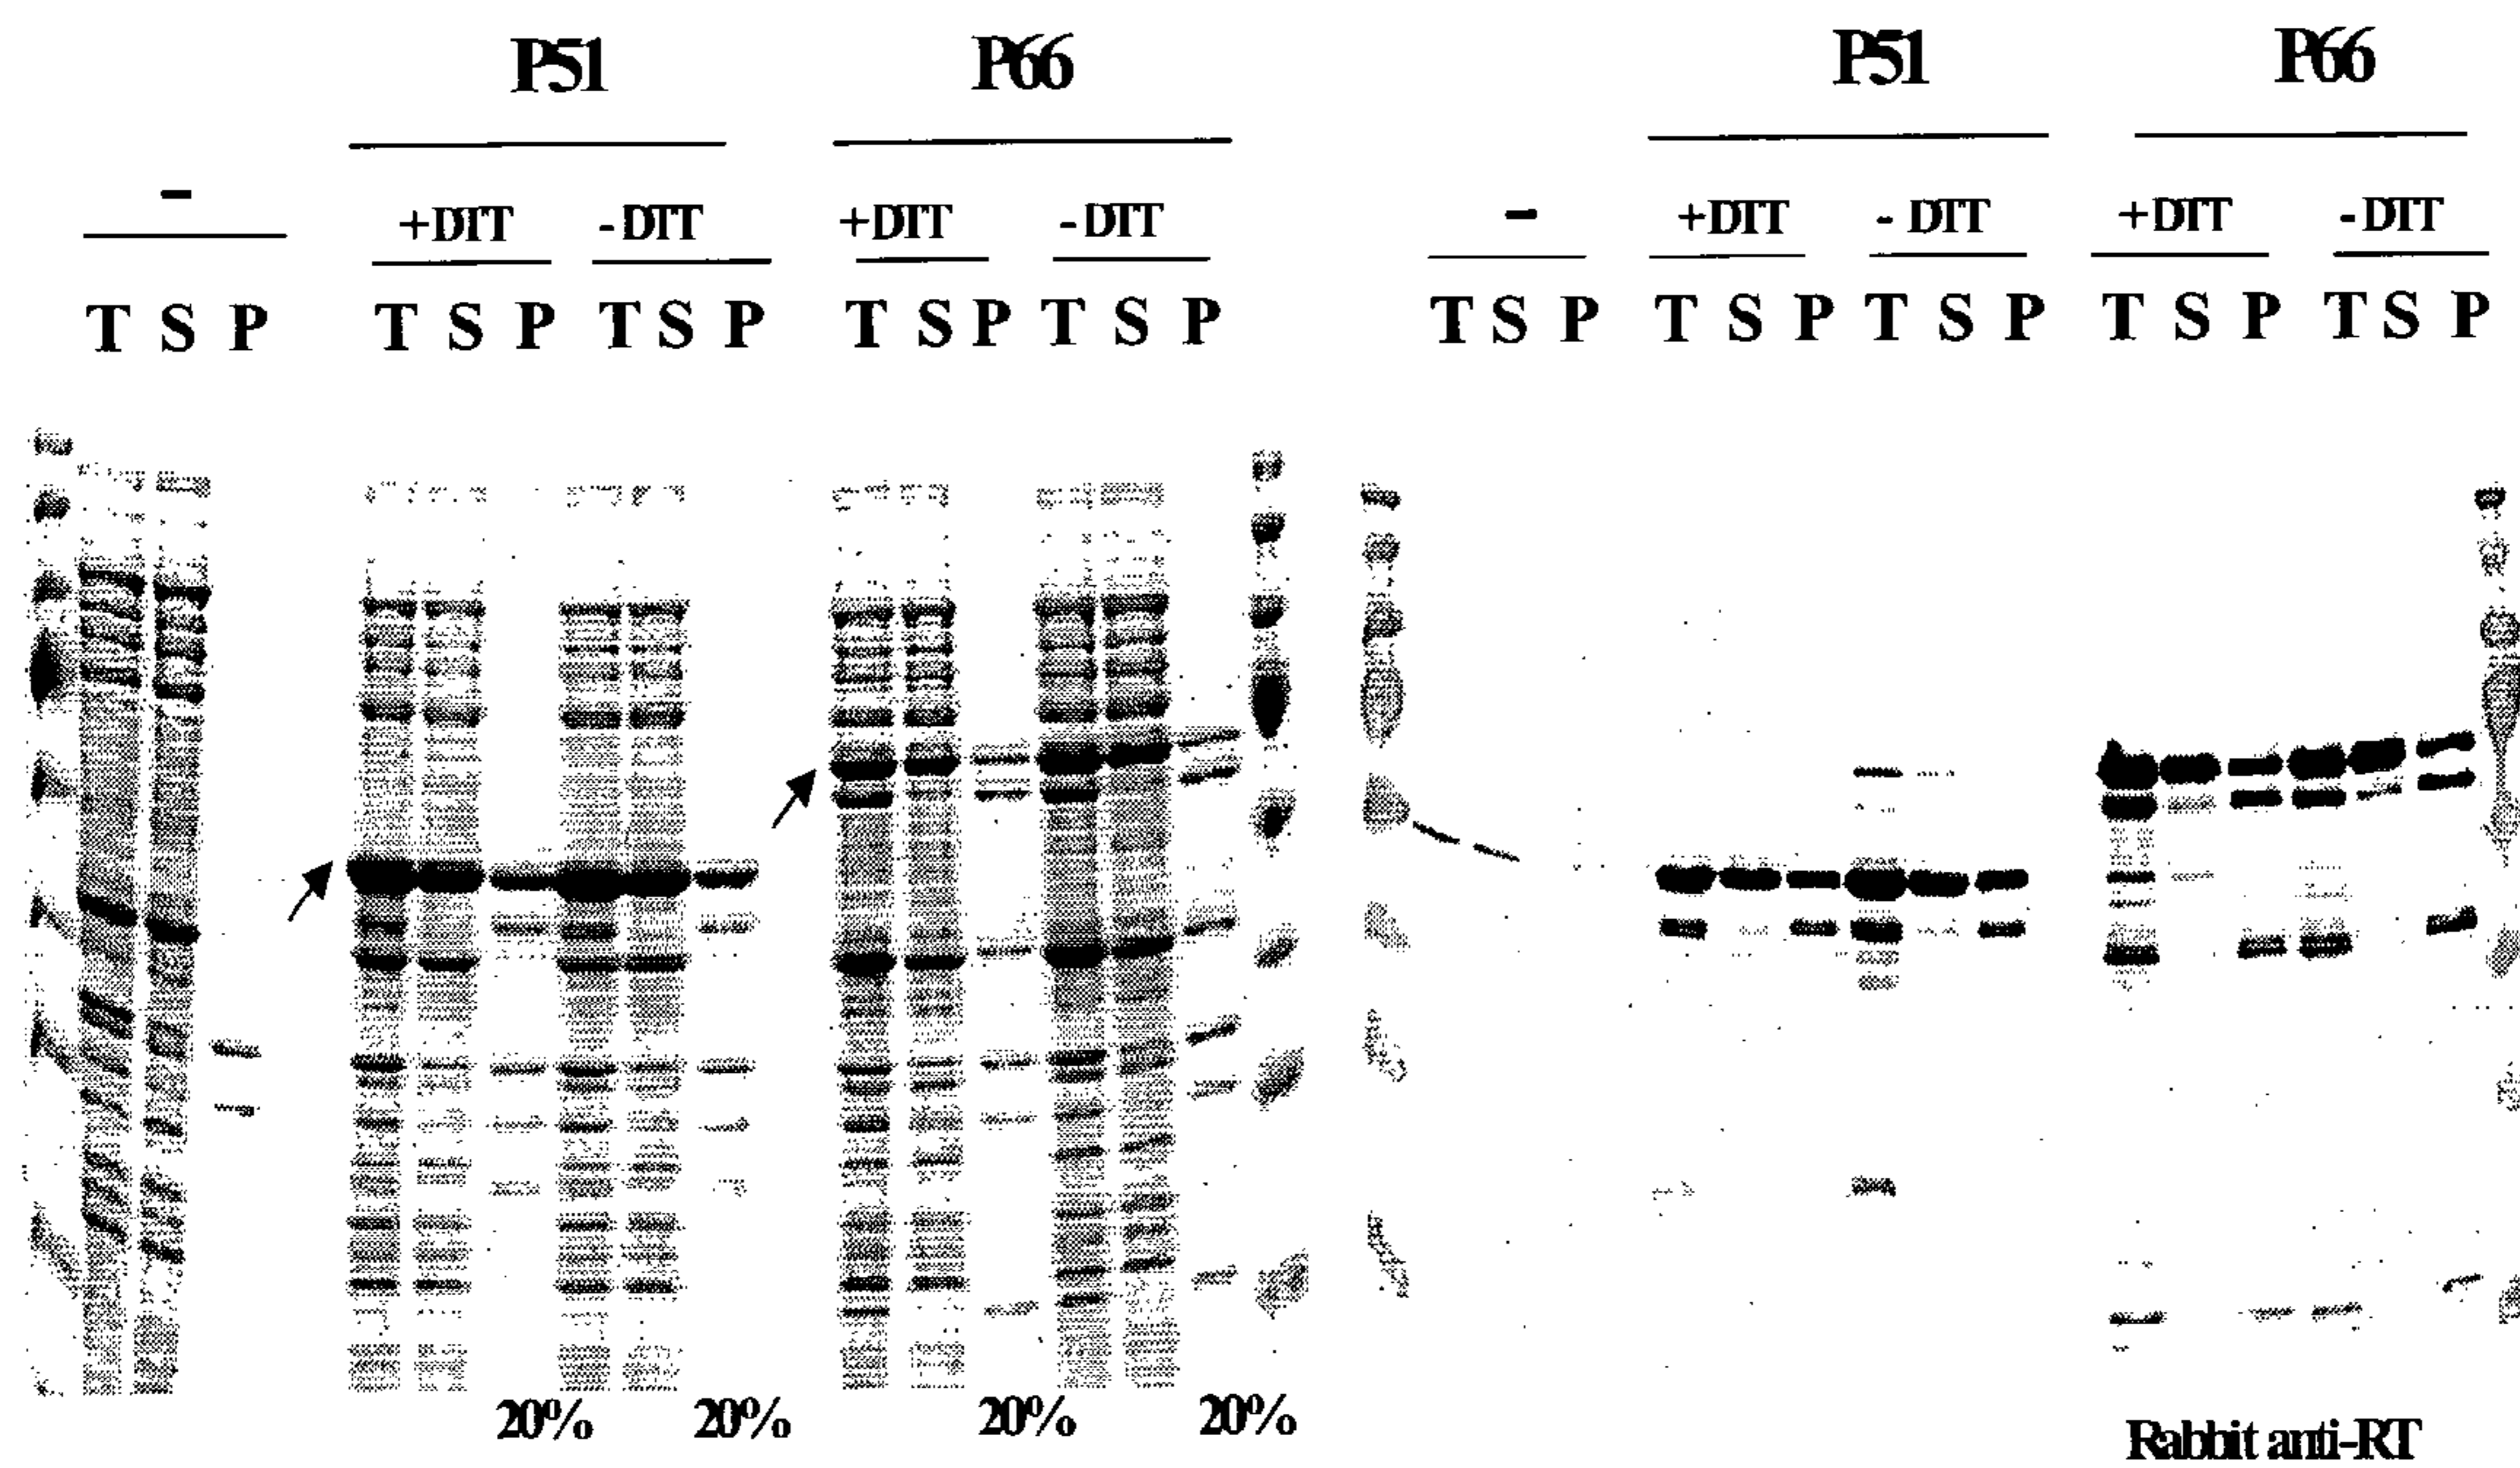 P51 P66 P51 P66
-
+DTT -DTT +DTT -DTT - +DTT - DTT +DTT -DTT
T S P T S P T S P T S P T S P T S P T S P T S P T S P T S P
20% 20% 20% 20%
Rabbit anti-RT